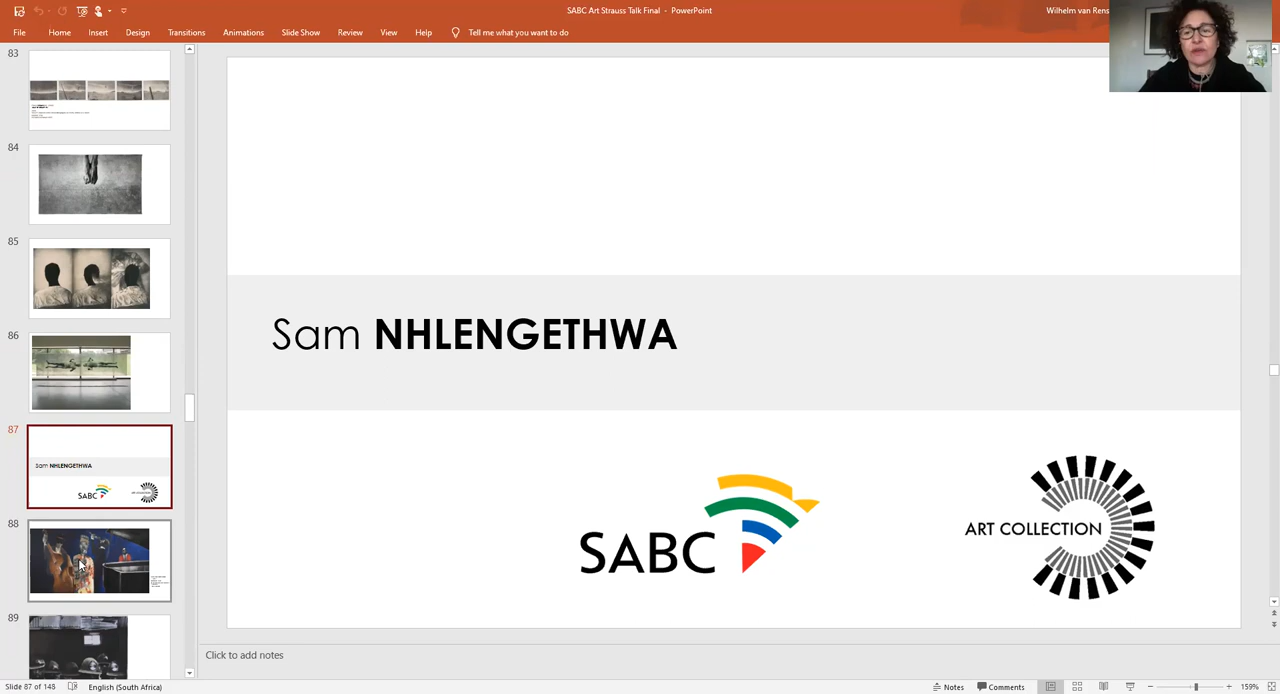 SABC Art Strauss Talk Final - PowerPoint
Wilhelm van Rens
File Home Insert Design Transitions Animations Slide Show Review View Help Tell me what you want to do
83
84
85
86
87
Sam NHLENGETHWA
SABC
88
89
Sam NHLENGETHWA
SABC
ART COLLECTION
Click to add notes
Slide 87 of 148 English (South Africa) Notes Comments 159%